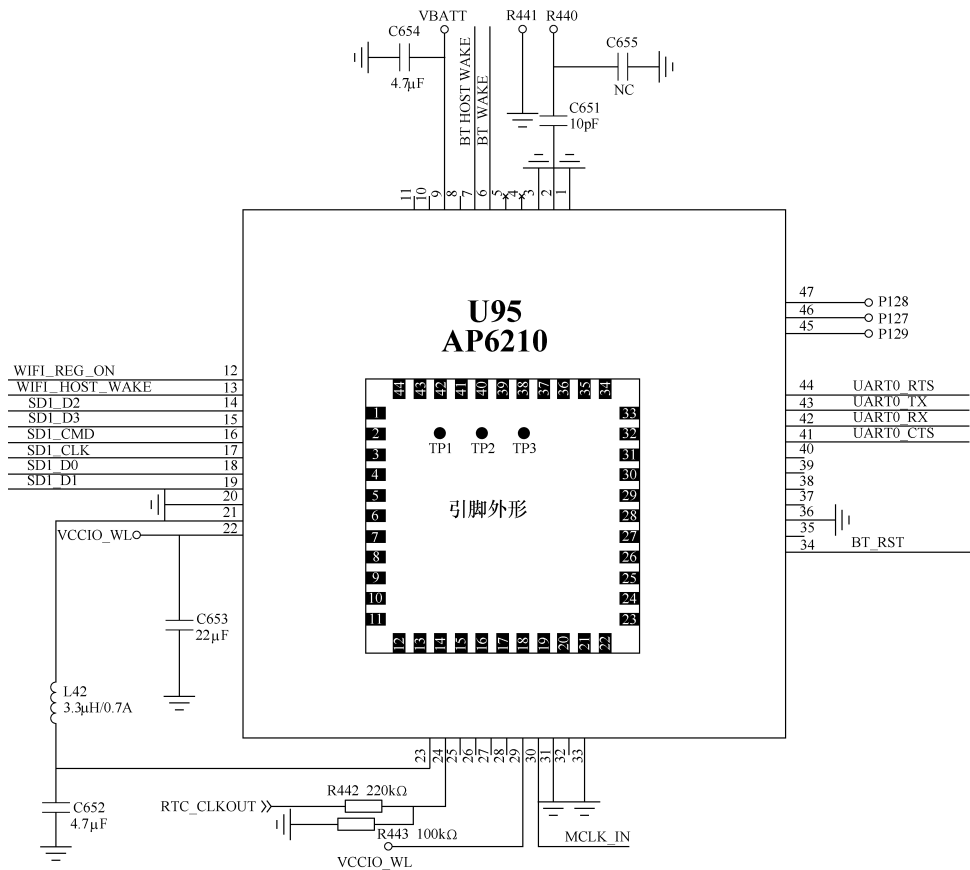 VBATT R441 R440
C654
4.7μF
BT HOST WAKE
BT_WAKE
C655
NC
C651
10pF
11 10 9 8 7 6 5 4 3 2 1
U95
AP6210
47 P128
46 P127
45 P129
WIFI_REG_ON 12
WIFI_HOST_WAKE 13
SD1_D2 14
SD1_D3 15
SD1_CMD 16
SD1_CLK 17
SD1_D0 18
SD1_D1 19
20
21
VCCIO_WL 22
44 UART0_RTS
43 UART0_TX
42 UART0_RX
41 UART0_CTS
40
39
38
37
36
35
34 BT_RST
44 43 42 41 40 39 38 37 36 35 34
1 33
2 32
3 31
4 30
5 29
6 28
7 27
8 26
9 25
10 24
11 23
12 13 14 15 16 17 18 19 20 21 22
TP1 TP2 TP3
引脚外形
C653
22μF
L42
3.3μH/0.7A
23 24 25 26 27 28 29 30 31 32 33
C652
4.7μF
R442 220kΩ
RTC_CLKOUT
R443 100kΩ
VCCIO_WL
MCLK_IN